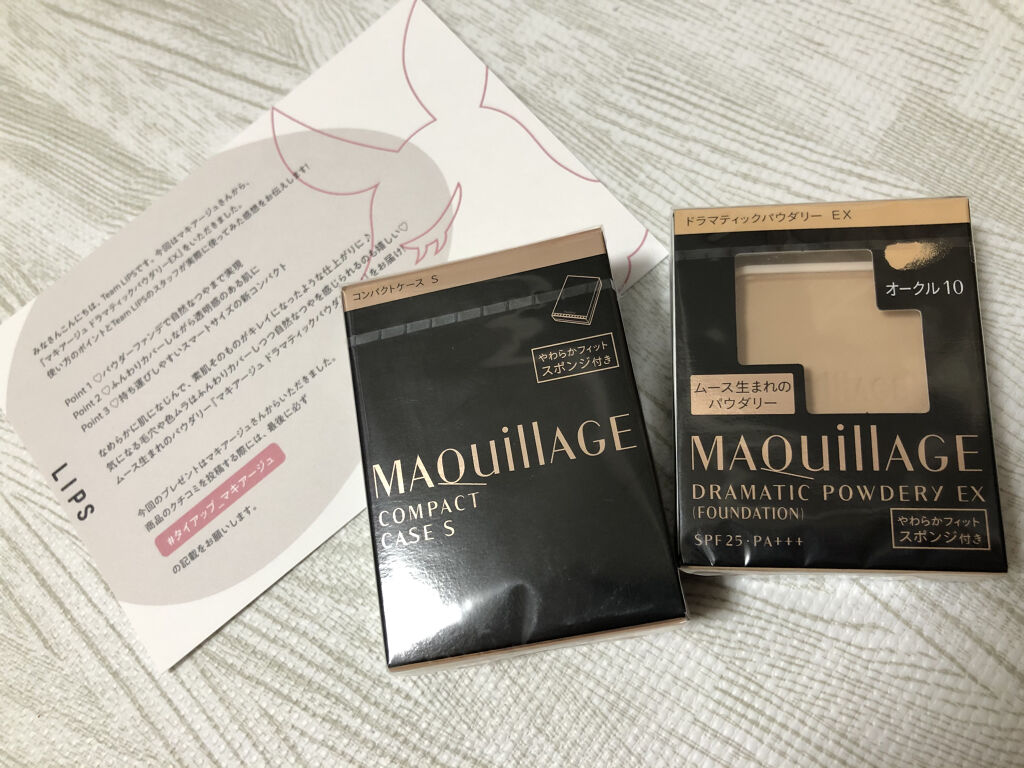 みなさんこんにちは、Team LIPSです。今回はマキアージュさんから、
「マキアージュ ドラマティックパウダリーEX」をいただきました。
使い方のポイントとTeam LIPSのスタッフが実際に使ってみた感想をお伝えします!
Point 1 ♡パウダーファンデで自然なつやまで実現
Point 2 ♡ふんわりカバーしながら透明感のある肌に
Point 3 ♡持ち運びしやすいスマートサイズの新コンパクト
なめらかに肌になじんで、素肌そのものがキレイになったような仕上がりに♪
気になる毛穴や色ムラはふんわりカバーしつつ自然なつやを感じられるのも嬉しい♡
ムース生まれのパウダリー「マキアージュ ドラマティックパウダ
をお届け♡
今回のプレゼントはマキアージュさんからいただきました。
商品のクチコミを投稿する際には、最後に必ず
#タイアップ_マキアージュ
の記載をお願いします。
LIPS
コンパクトケース S
やわらかフィット
スポンジ付き
MAQuillAGE
COMPACT
CASE S
ドラマティックパウダリー EX
オークル 10
ムース生まれの
パウダリー
MAQuillAGE
DRAMATIC POWDERY EX
(FOUNDATION)
SPF25・PA+++
やわらかフィット
スポンジ付き